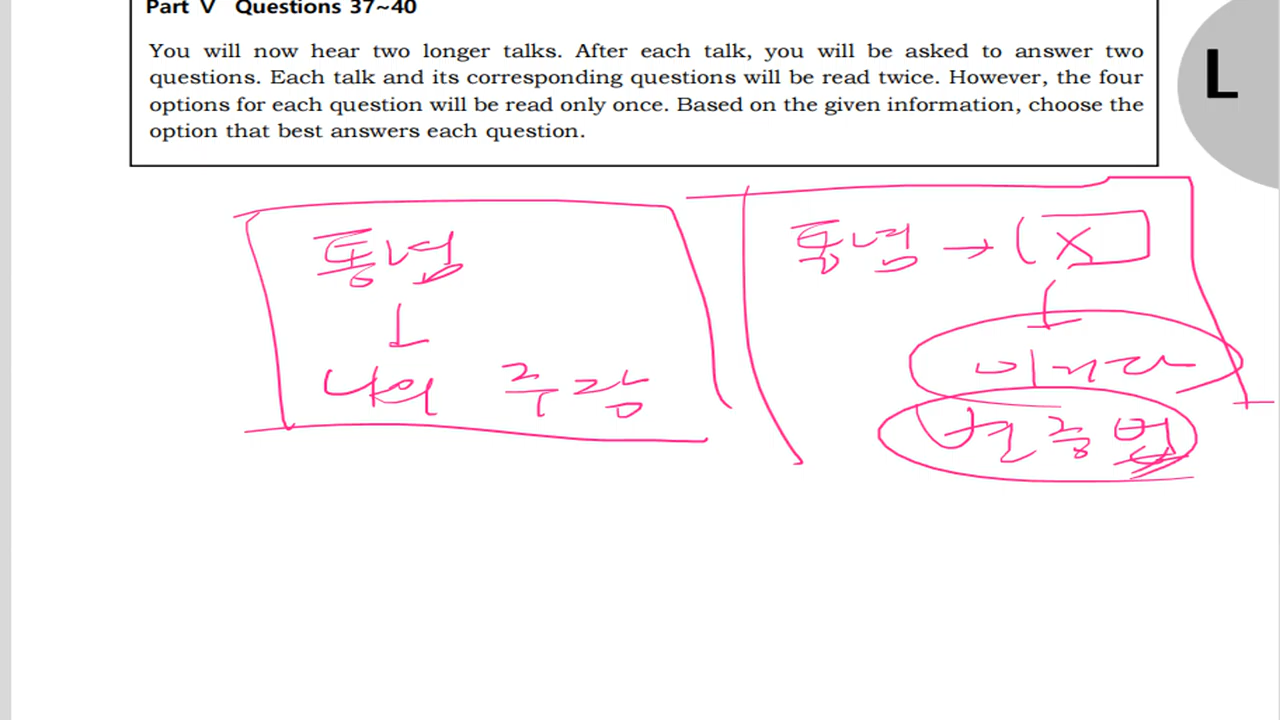 Part V Questions 37~40
You will now hear two longer talks. After each talk, you will be asked to answer two
questions. Each talk and its corresponding questions will be read twice. However, the four
options for each question will be read only once. Based on the given information, choose the
option that best answers each question.
L
통념
나의 주장
통념 → X